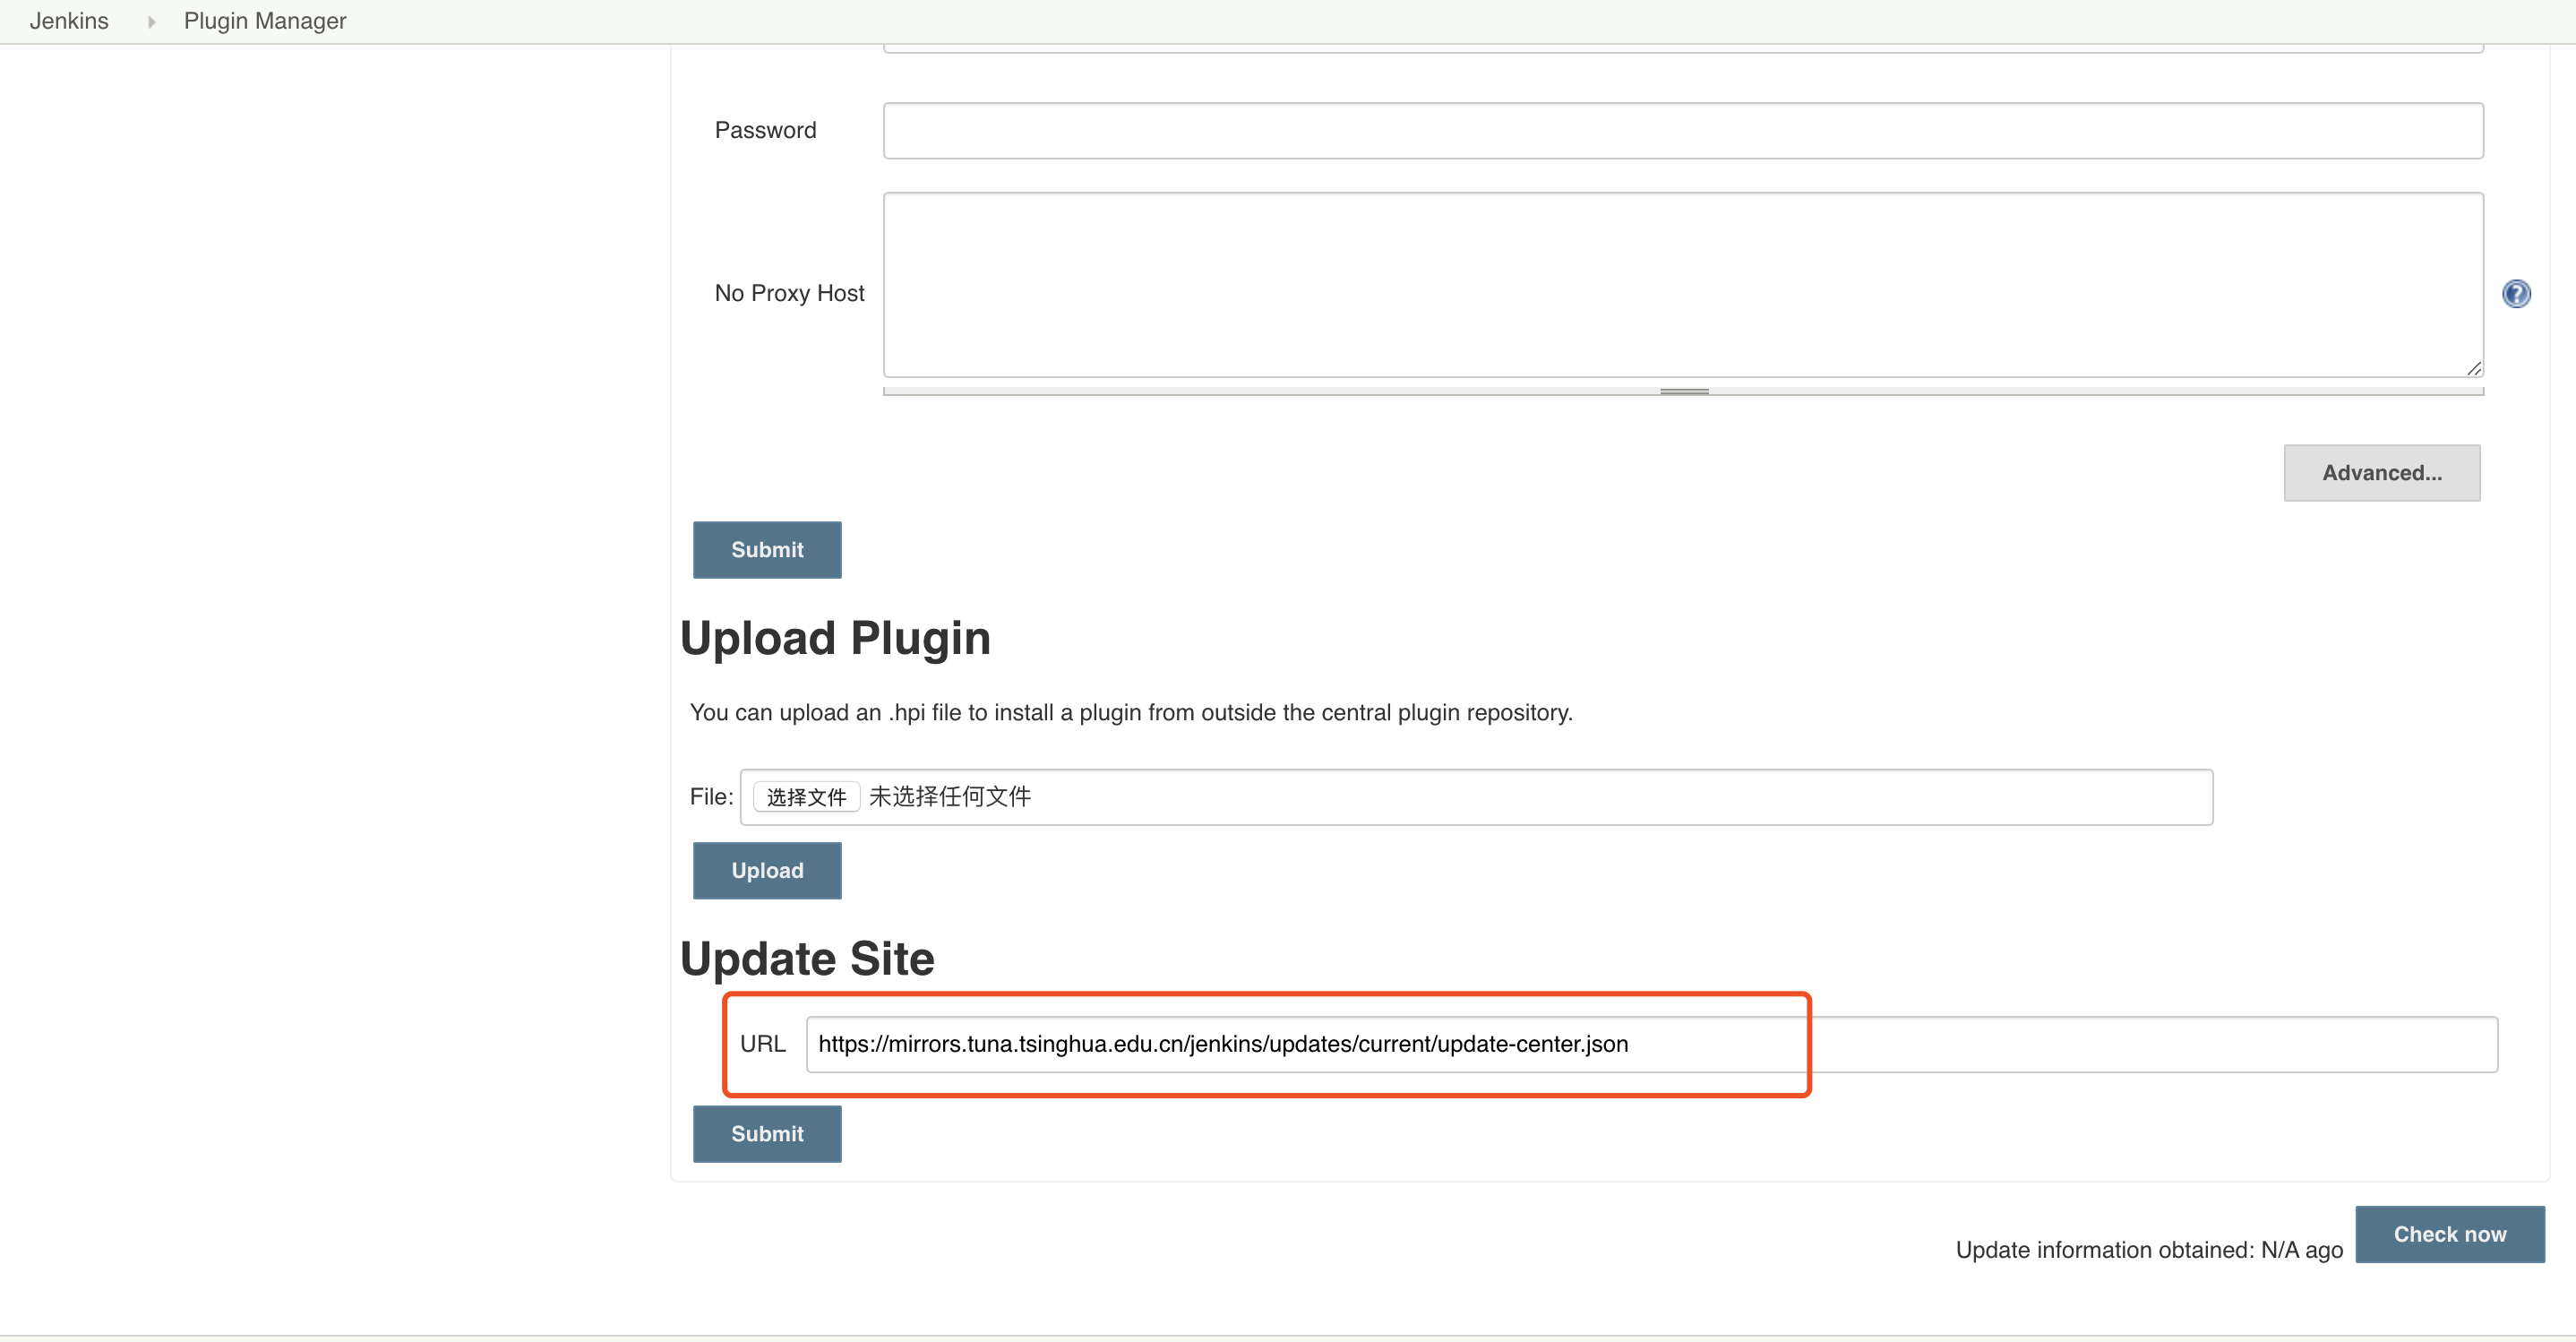 Jenkins Plugin Manager
Password
No Proxy Host
Advanced...
Submit
Upload Plugin
You can upload an .hpi file to install a plugin from outside the central plugin repository.
File: 选择文件 未选择任何文件
Upload
Update Site
URL https://mirrors.tuna.tsinghua.edu.cn/jenkins/updates/current/update-center.json
Submit
Update information obtained: N/A ago Check now